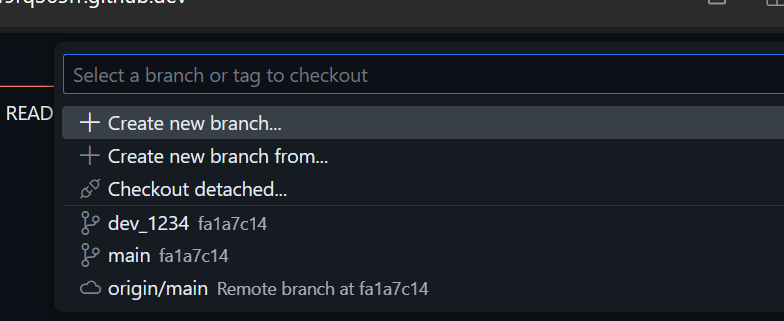 .github.dev
Select a branch or tag to checkout
Create new branch...
READ
Create new branch from...
Checkout detached...
dev_1234 fa1a7c14
main fa1a7c14
origin/main Remote branch at fa1a7c14